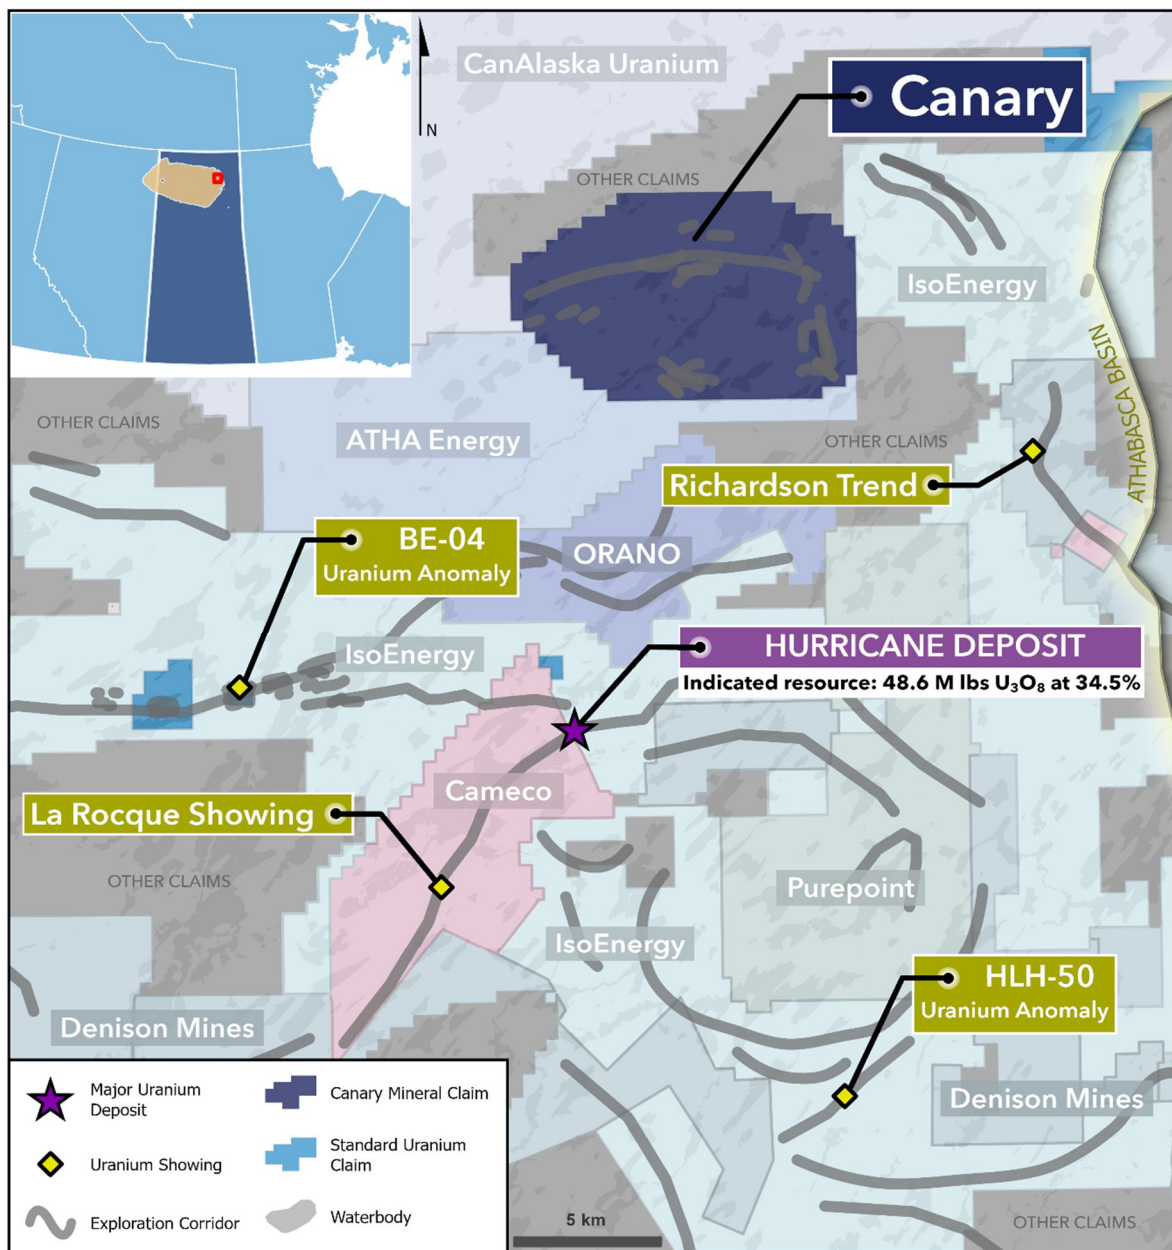 N
CanAlaska Uranium
Canary
OTHER CLAIMS
IsoEnergy
ATHABASCA BASIN
OTHER CLAIMS
ATHA Energy
OTHER CLAIMS
Richardson Trend
BE-04
Uranium Anomaly
ORANO
IsoEnergy
HURRICANE DEPOSIT
Indicated resource: 48.6 M lbs U₃O₈ at 34.5%
Cameco
La Rocque Showing
OTHER CLAIMS
Purepoint
IsoEnergy
HLH-50
Uranium Anomaly
Denison Mines
Denison Mines
Major Uranium
Deposit
Canary Mineral Claim
Uranium Showing
Standard Uranium
Claim
Exploration Corridor
Waterbody
5 km
OTHER CLAIMS